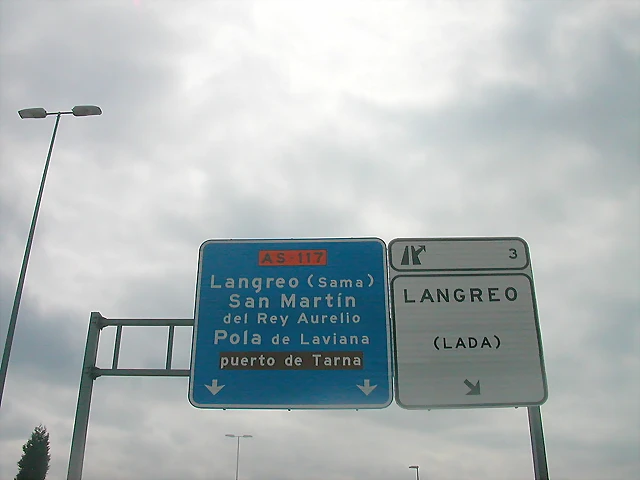 AS-117
Langreo (Sama)
San Martín
del Rey Aurelio
Pola de Laviana
puerto de Tarna
3
LANGREO
(LADA)